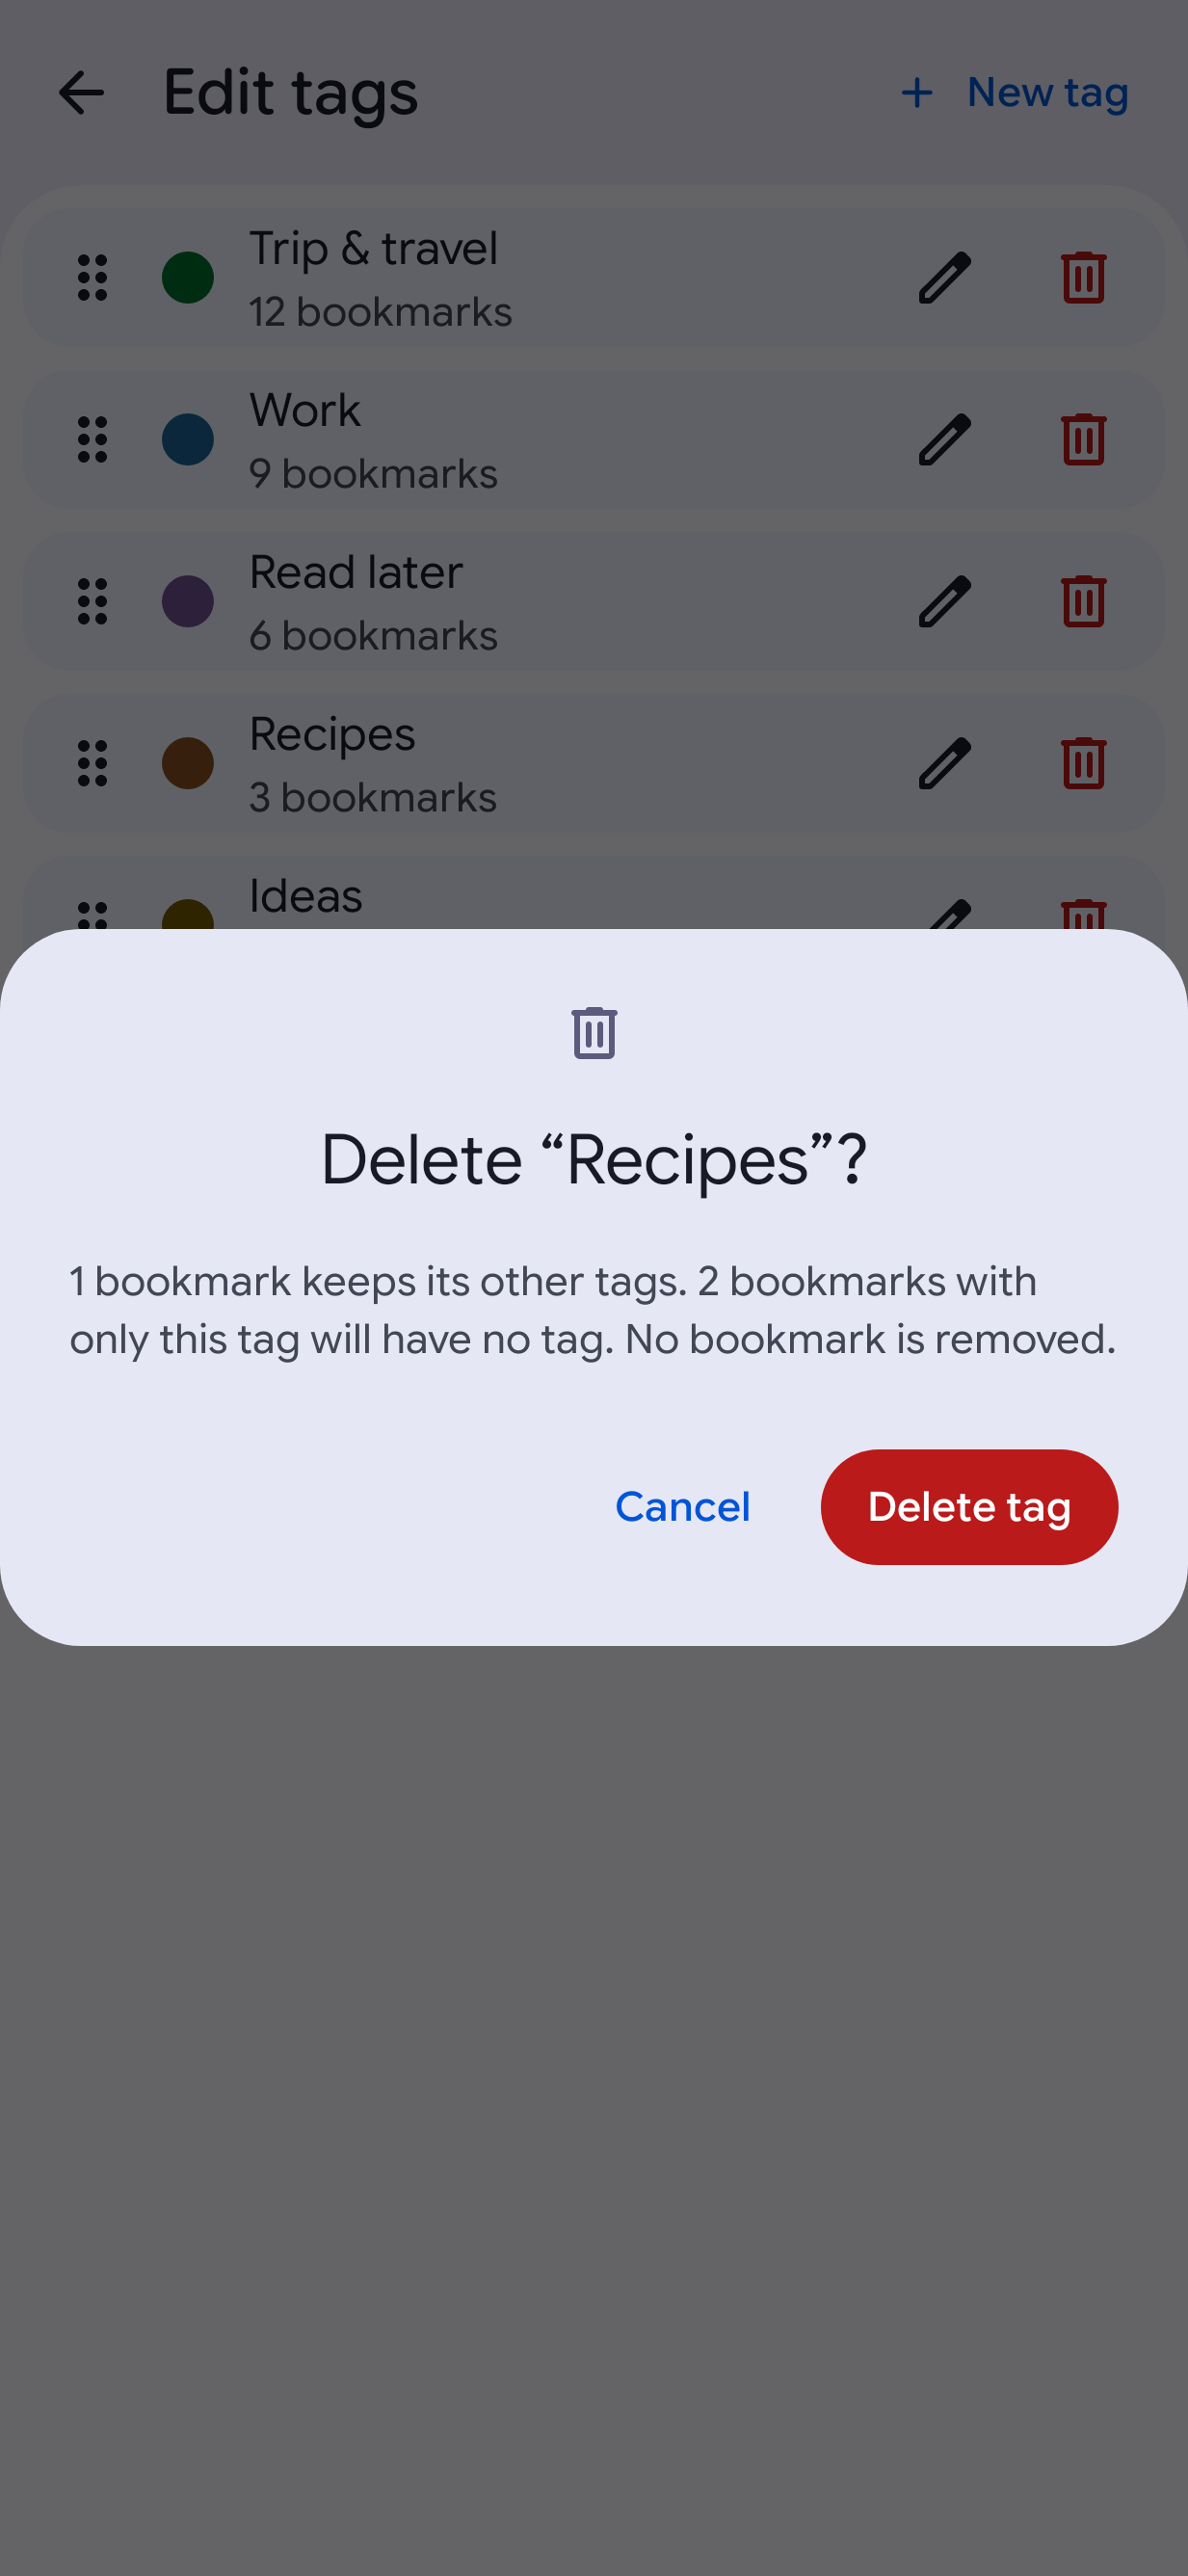 Edit tags
New tag
Trip & travel
12 bookmarks
Work
9 bookmarks
Read later
6 bookmarks
Recipes
3 bookmarks
Ideas
Delete “Recipes”?
1 bookmark keeps its other tags. 2 bookmarks with
only this tag will have no tag. No bookmark is removed.
Cancel
Delete tag